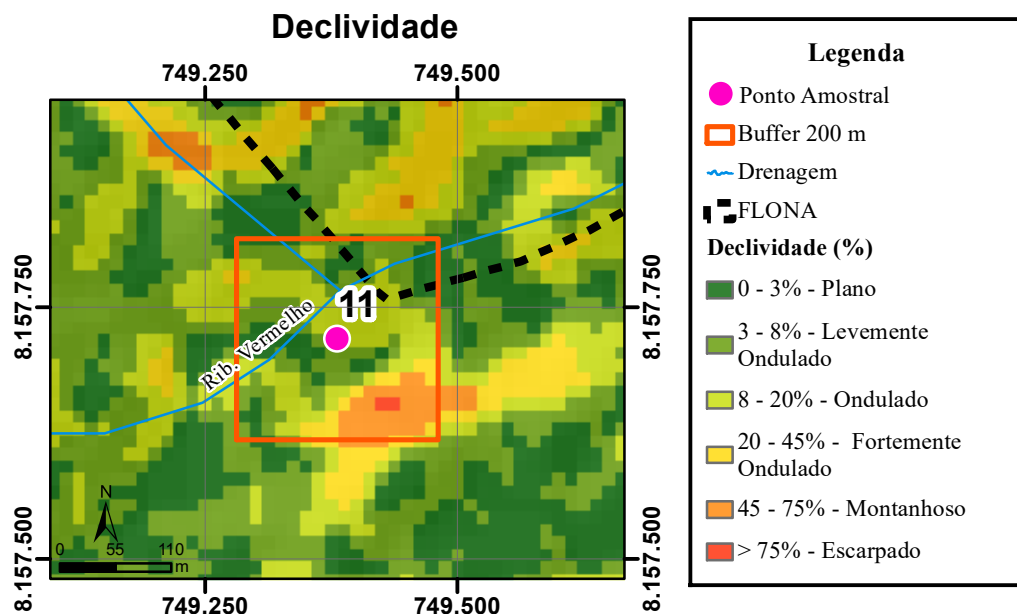 Declividade
749.250
749.500
8.157.750
8.157.750
11
Rib. Vermelho
N
0
55
110
m
8.157.500
8.157.500
749.250
749.500
Legenda
Ponto Amostral
Buffer 200 m
Drenagem
FLONA
Declividade (%)
0 - 3% - Plano
3 - 8% - Levemente
Ondulado
8 - 20% - Ondulado
20 - 45% - Fortemente
Ondulado
45 - 75% - Montanhoso
> 75% - Escarpado